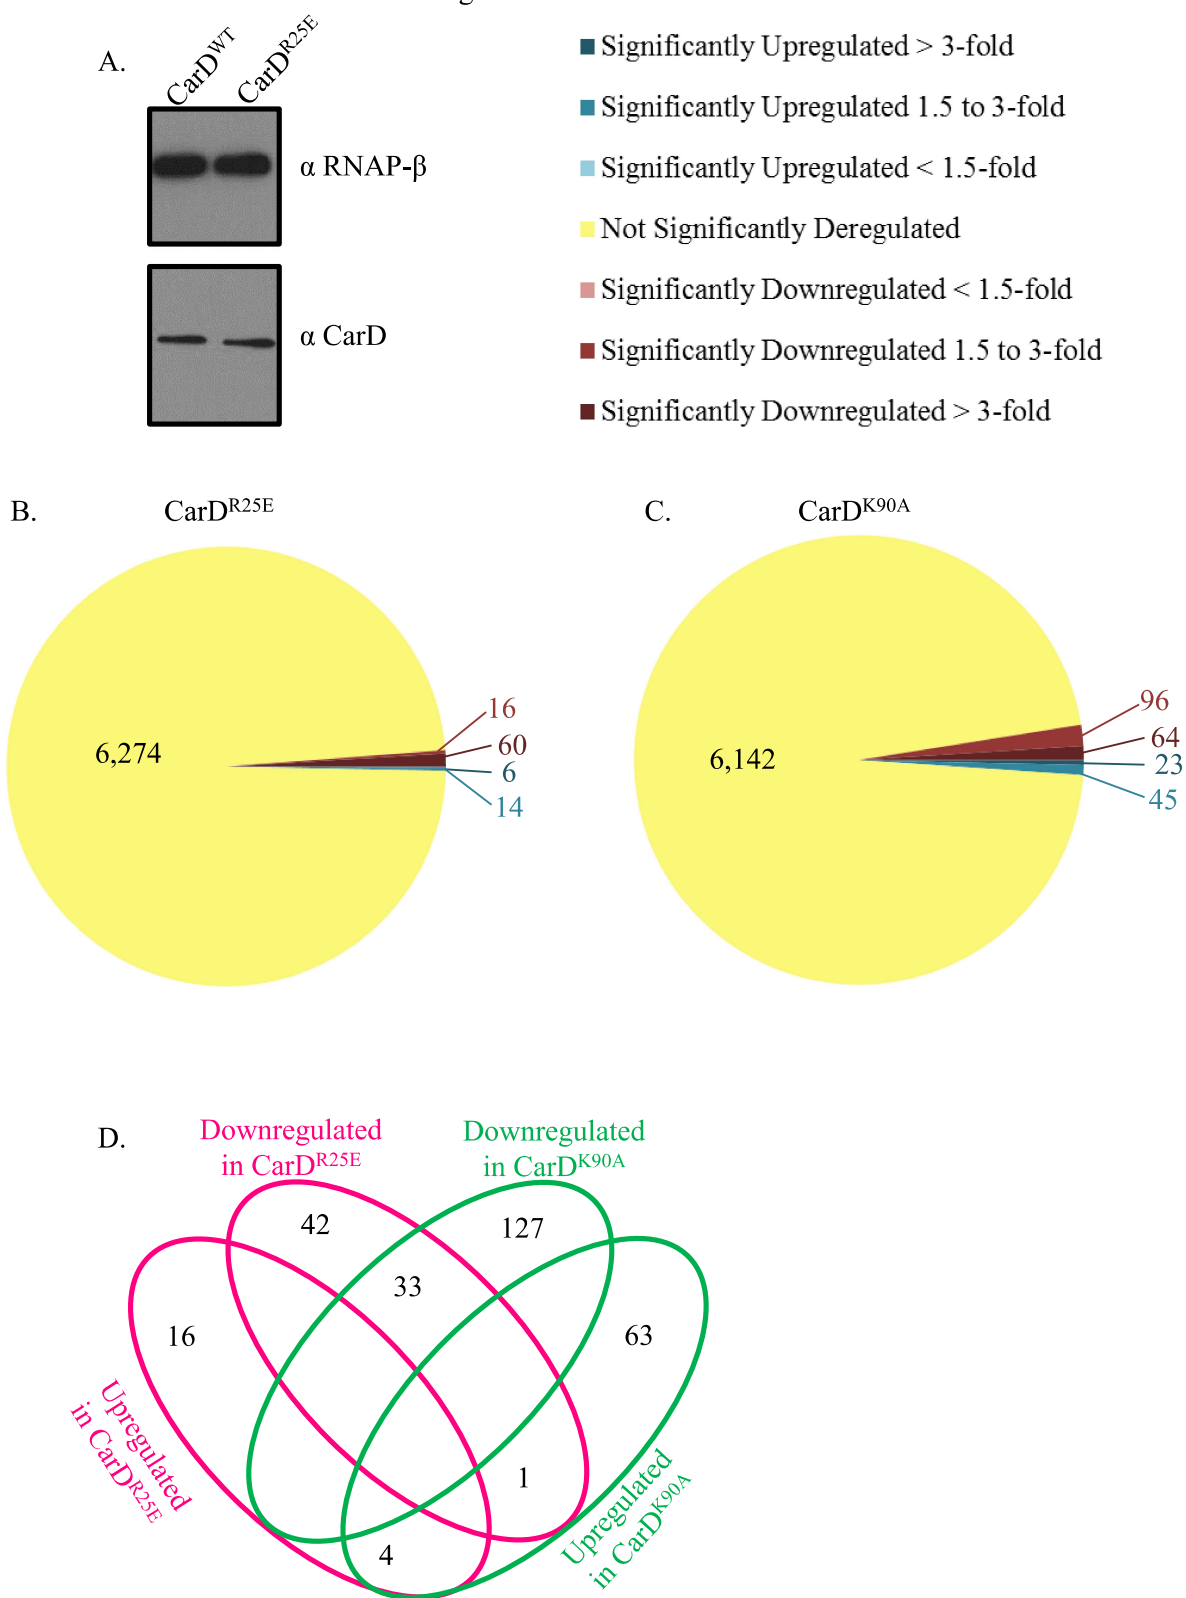 A.
CarDWT
CarDR25E
α RNAP-β
α CarD
Significantly Upregulated > 3-fold
Significantly Upregulated 1.5 to 3-fold
Significantly Upregulated < 1.5-fold
Not Significantly Deregulated
Significantly Downregulated < 1.5-fold
Significantly Downregulated 1.5 to 3-fold
Significantly Downregulated > 3-fold
B.
CarDR25E
6,274
16
60
6
14
C.
CarDK90A
6,142
96
64
23
45
D.
Downregulated
in CarDR25E
Downregulated
in CarDK90A
42
127
33
16
63
1
4
Upregulated
in CarDR25E
Upregulated
in CarDK90A